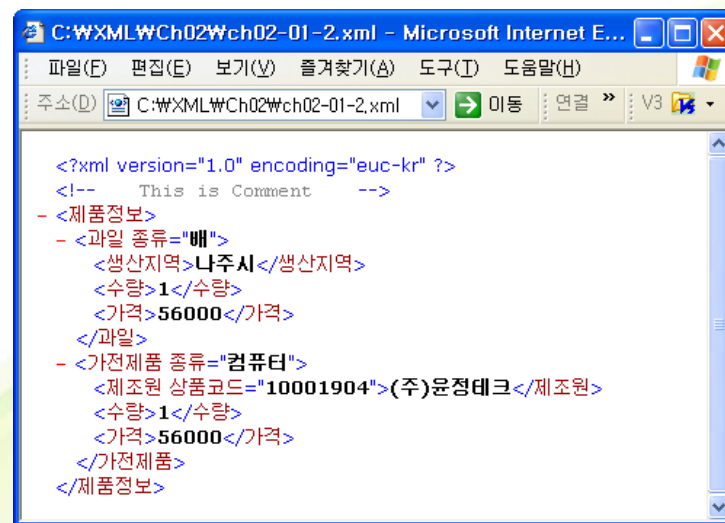 C:₩XML₩Ch02₩ch02-01-2.xml - Microsoft Internet E...
파일(F) 편집(E) 보기(V) 즐겨찾기(A) 도구(T) 도움말(H)
주소(D) C:₩XML₩Ch02₩ch02-01-2.xml 이동 연결 » V3
<?xml version="1.0" encoding="euc-kr" ?>
<!-- This is Comment -->
- <제품정보>
- <과일 종류="배">
<생산지역>나주시</생산지역>
<수량>1</수량>
<가격>56000</가격>
</과일>
- <가전제품 종류="컴퓨터">
<제조원 상품코드="10001904">(주)윤정테크</제조원>
<수량>1</수량>
<가격>56000</가격>
</가전제품>
</제품정보>